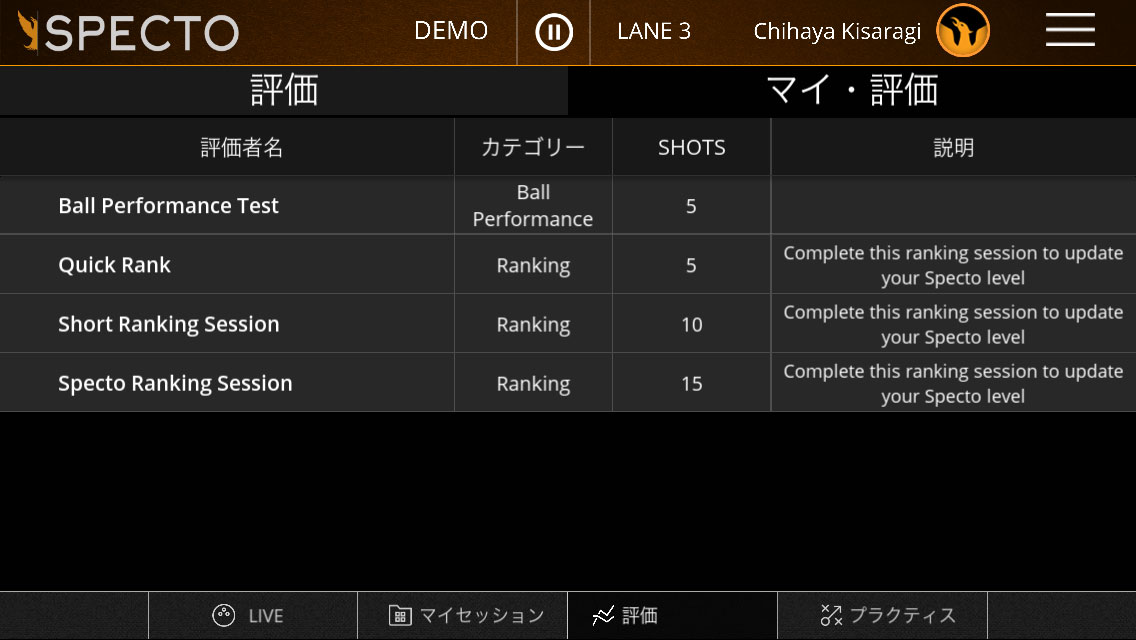 SPECTO DEMO LANE 3 Chihaya Kisaragi
評価 マイ・評価
評価者名 カテゴリー SHOTS 説明
Ball Performance Test Ball Performance 5
Quick Rank Ranking 5 Complete this ranking session to update
your Specto level
Short Ranking Session Ranking 10 Complete this ranking session to update
your Specto level
Specto Ranking Session Ranking 15 Complete this ranking session to update
your Specto level
LIVE マイセッション 評価 プラクティス